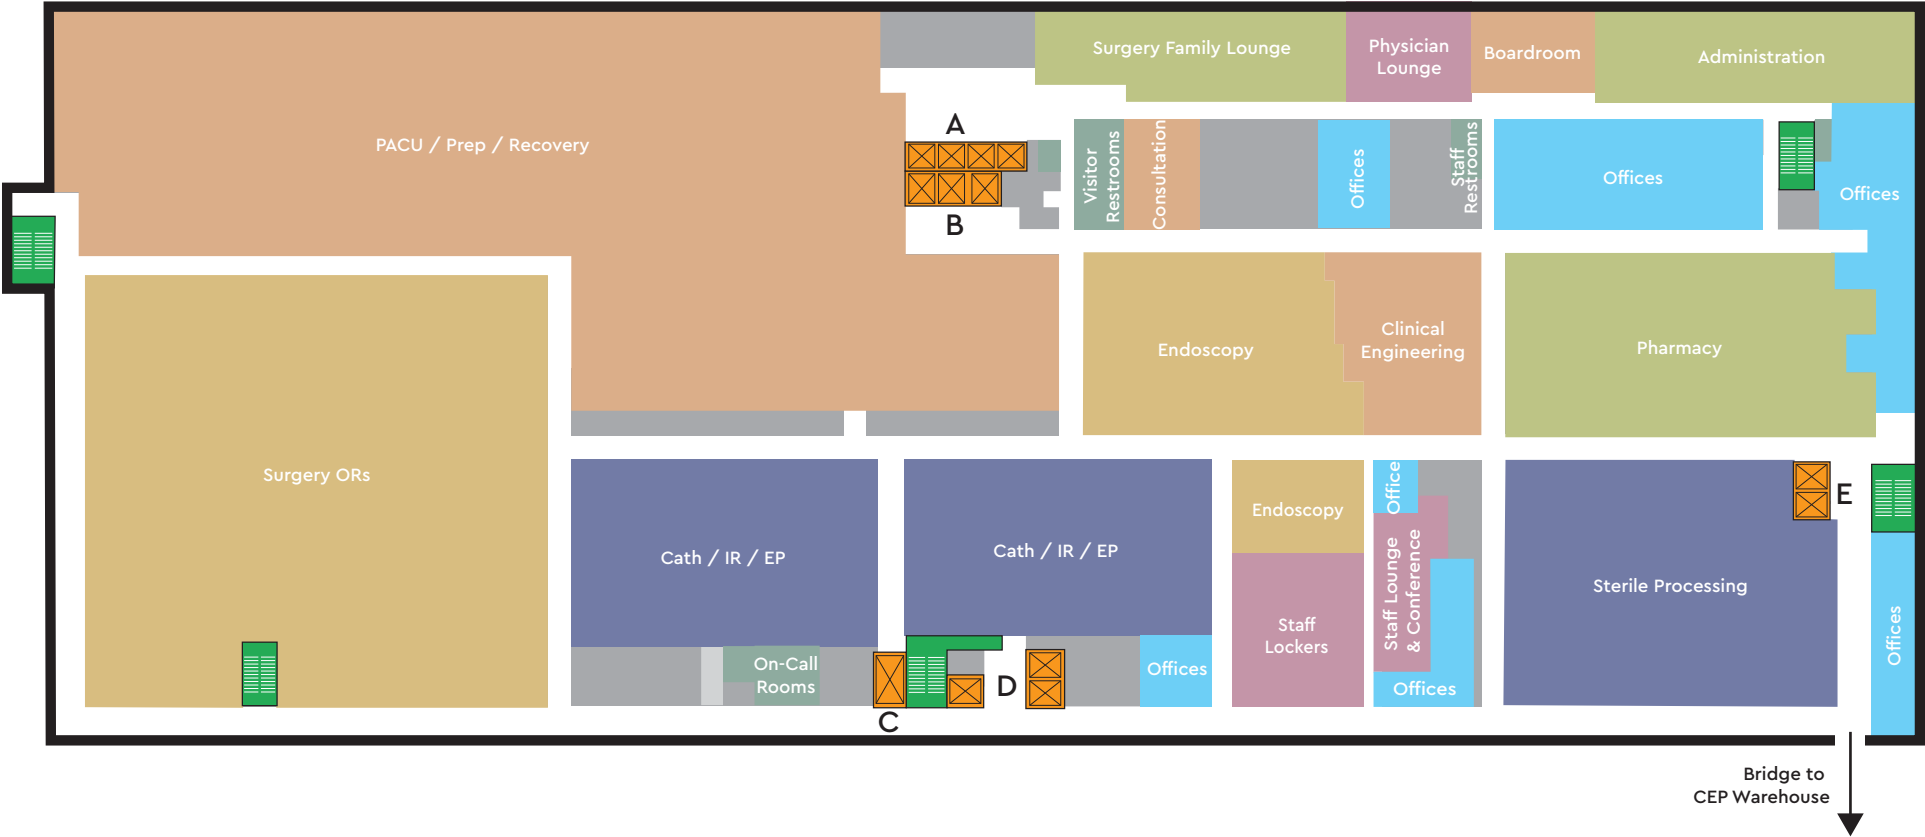 Surgery Family Lounge
Physician
Lounge
Boardroom
Administration
PACU / Prep / Recovery
A
B
Visitor
Restrooms
Consultation
Offices
Staff
Restrooms
Offices
Offices
Endoscopy
Clinical
Engineering
Pharmacy
Surgery ORs
Cath / IR / EP
Cath / IR / EP
Endoscopy
Office
Staff Lounge
& Conference
Sterile Processing
E
Staff
Lockers
On-Call
Rooms
C
D
Offices
Offices
Offices
Bridge to
CEP Warehouse